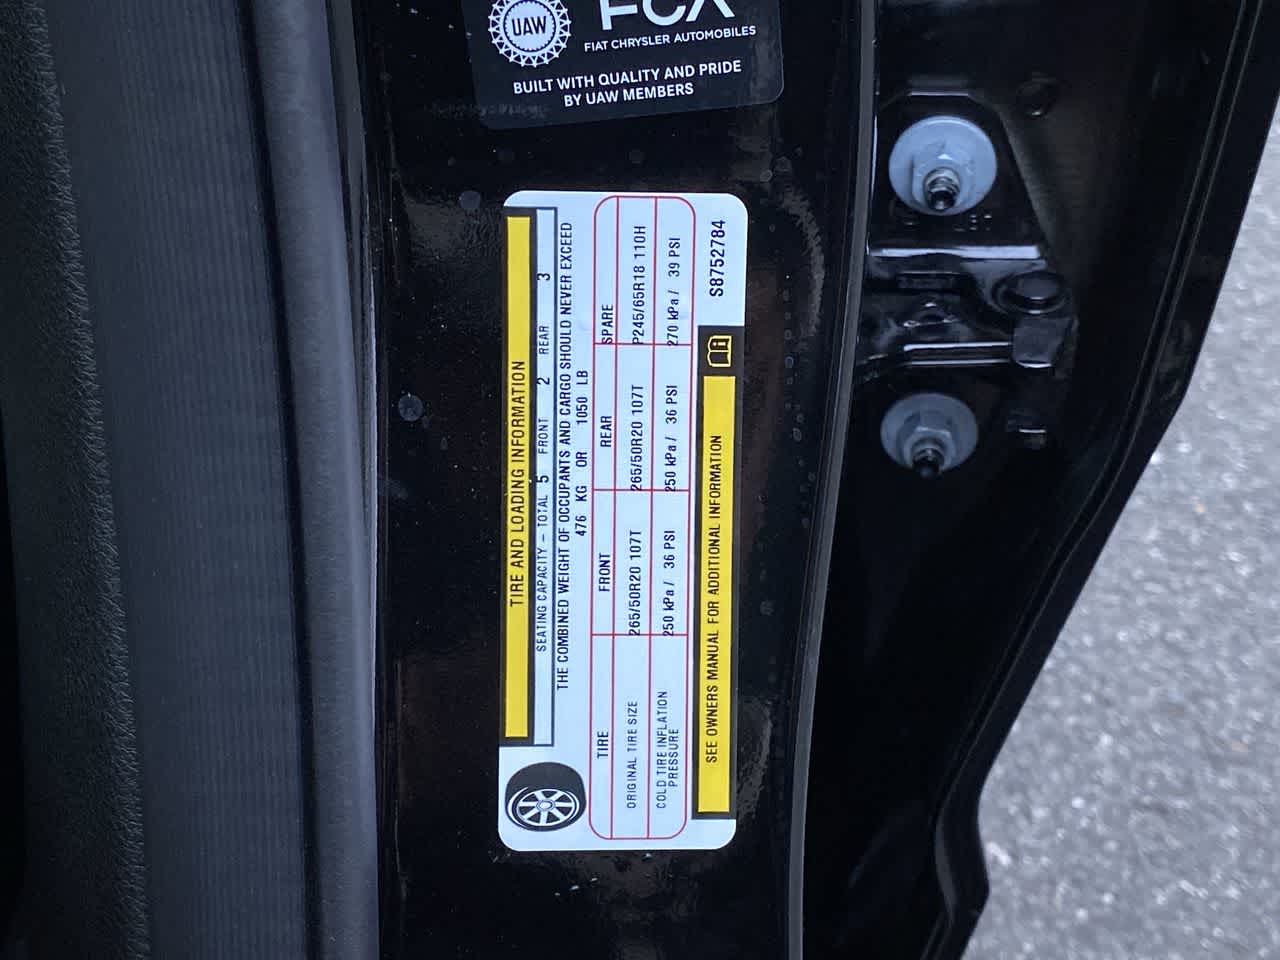 UAW
FCA
FIAT CHRYSLER AUTOMOBILES
BUILT WITH QUALITY AND PRIDE
BY UAW MEMBERS
TIRE AND LOADING INFORMATION
SEATING CAPACITY – TOTAL 5 FRONT 2 REAR 3
THE COMBINED WEIGHT OF OCCUPANTS AND CARGO SHOULD NEVER EXCEED
476 KG OR 1050 LB
TIRE FRONT REAR SPARE
ORIGINAL TIRE SIZE 265/50R20 107T 265/50R20 107T P245/65R18 110H
COLD TIRE INFLATION
PRESSURE 250 kPa / 36 PSI 250 kPa / 36 PSI 270 kPa / 39 PSI
SEE OWNERS MANUAL FOR ADDITIONAL INFORMATION
S8752784